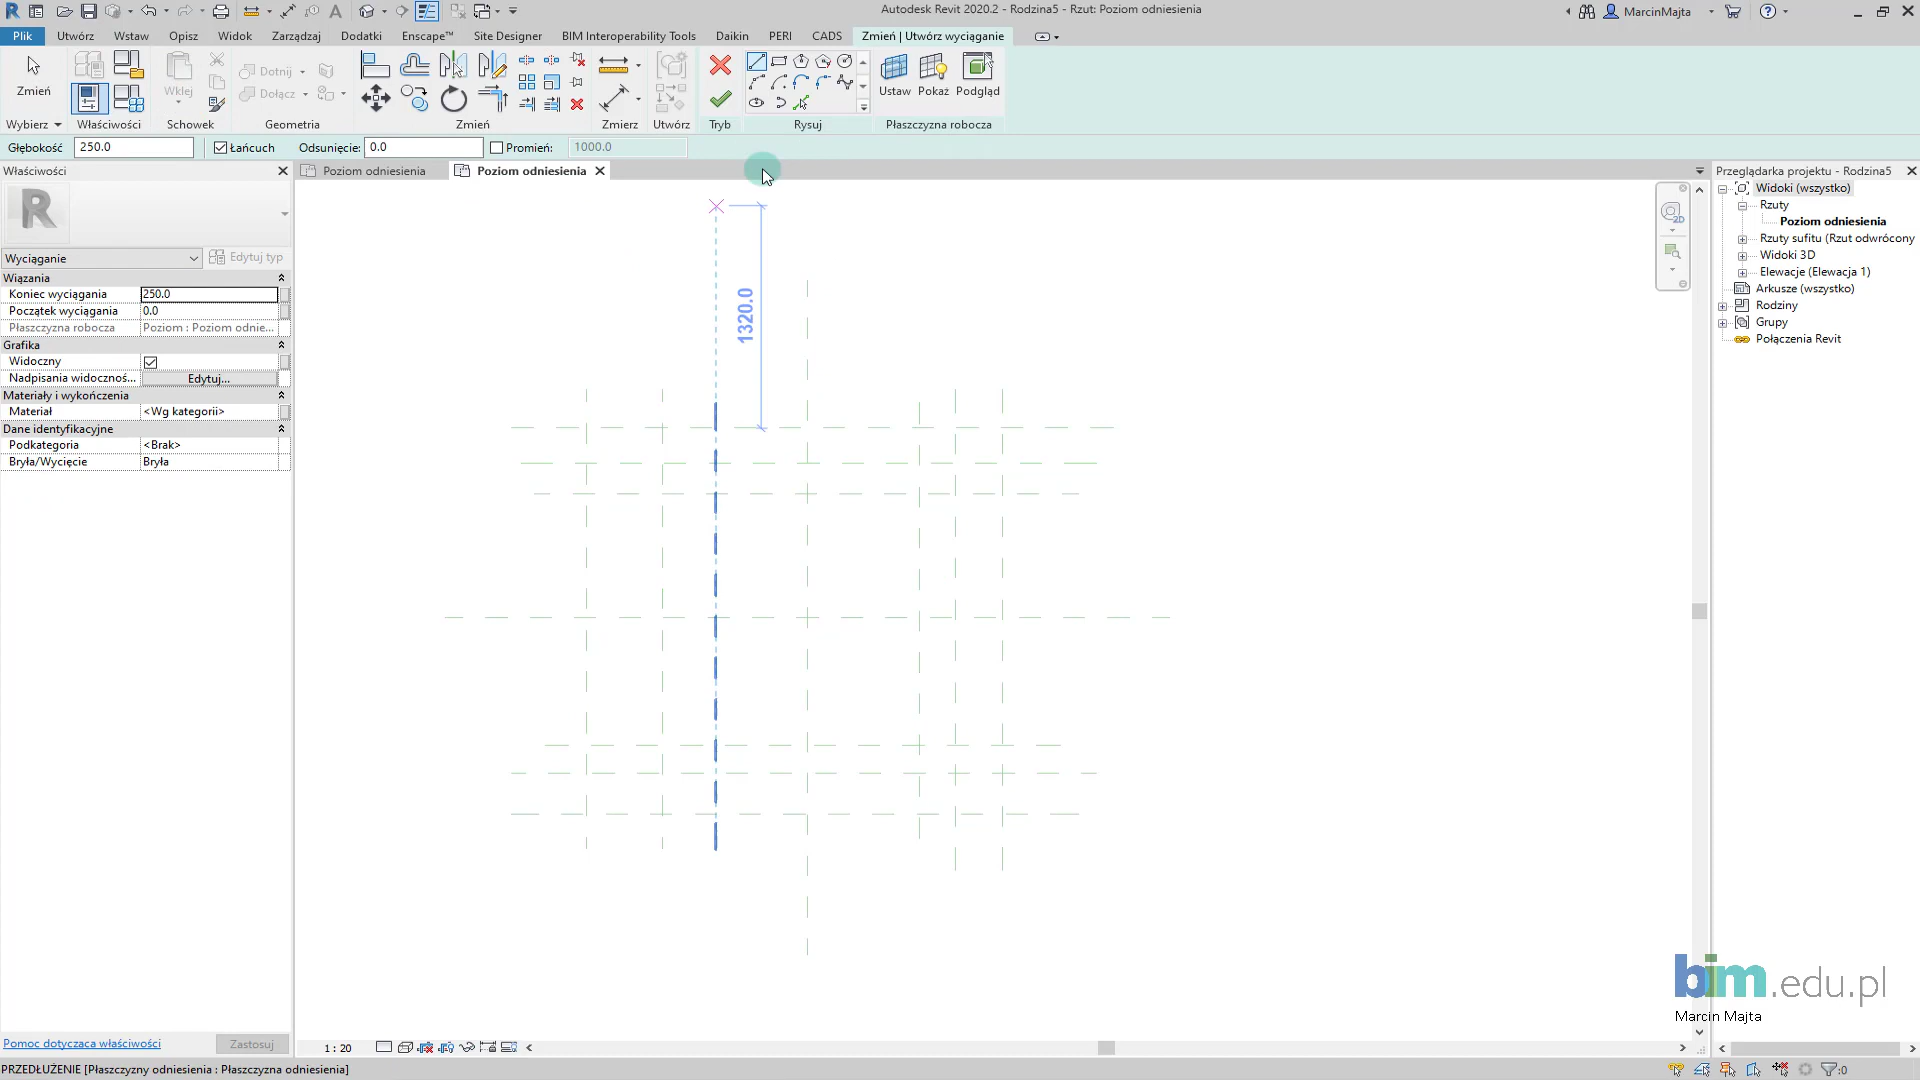 Autodesk Revit 2020.2 - Rodzina5 - Rzut: Poziom odniesienia
MarcinMajta
Plik
Utwórz
Wstaw
Opisz
Widok
Zarządzaj
Dodatki
Enscape™
Site Designer
BIM Interoperability Tools
Daikin
PERI
CADS
Zmień | Utwórz wyciąganie
Zmień
Wklej
Dotnij
Dołącz
Ustaw
Pokaż
Podgląd
Wybierz
Właściwości
Schowek
Geometria
Zmień
Zmierz
Utwórz
Tryb
Rysuj
Płaszczyzna robocza
Głębokość
250.0
Łańcuch
Odsunięcie:
0.0
Promień:
1000.0
Właściwości
Poziom odniesienia
Poziom odniesienia
Przeglądarka projektu - Rodzina5
Wyciąganie
Edytuj typ
Wiązania
Koniec wyciągania
250.0
Początek wyciągania
0.0
Płaszczyzna robocza
Poziom : Poziom odnie...
Grafika
Widoczny
Nadpisania widocznoś...
Edytuj...
Materiały i wykończenia
Materiał
<Wg kategorii>
Dane identyfikacyjne
Podkategoria
<Brak>
Bryła/Wycięcie
Bryła
2D
1320.0
Widoki (wszystko)
Rzuty
Poziom odniesienia
Rzuty sufitu (Rzut odwrócony
Widoki 3D
Elewacje (Elewacja 1)
Arkusze (wszystko)
Rodziny
Grupy
Połączenia Revit
bim.edu.pl
Marcin Majta
Pomoc dotycząca właściwości
Zastosuj
1 : 20
PRZEDŁUŻENIE [Płaszczyzny odniesienia : Płaszczyzna odniesienia]
:0